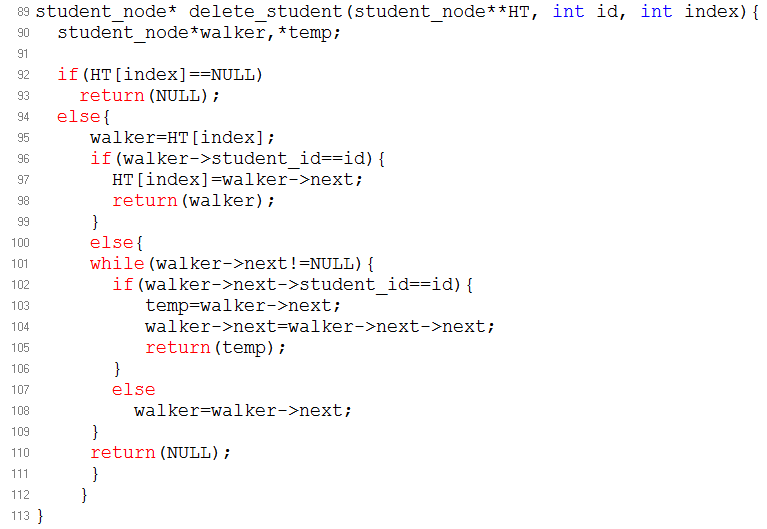 89 student_node* delete_student(student_node**HT, int id, int index){
90   student_node*walker,*temp;
91
92   if(HT[index]==NULL)
93     return(NULL);
94   else{
95      walker=HT[index];
96      if(walker->student_id==id){
97        HT[index]=walker->next;
98        return(walker);
99      }
100      else{
101      while(walker->next!=NULL){
102        if(walker->next->student_id==id){
103           temp=walker->next;
104           walker->next=walker->next->next;
105           return(temp);
106        }
107        else
108          walker=walker->next;
109      }
110      return(NULL);
111      }
112     }
113 }